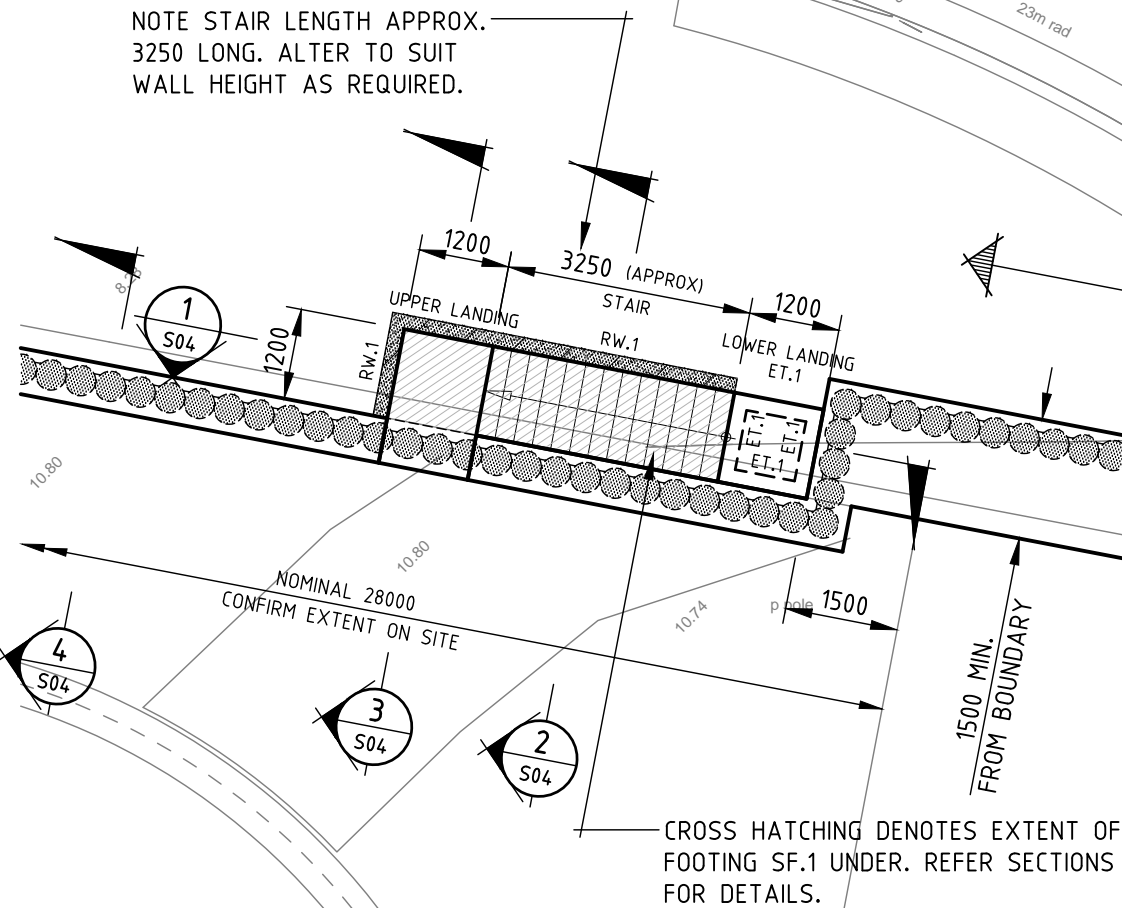 NOTE STAIR LENGTH APPROX.
3250 LONG. ALTER TO SUIT
WALL HEIGHT AS REQUIRED.
23m rad
1200
3250 (APPROX)
STAIR
1200
UPPER LANDING
RW.1
LOWER LANDING
ET.1
1
S04
1200
RW.1
ET.1
ET.1
ET.1
10.80
10.80
10.74
p pole
1500
NOMINAL 28000
CONFIRM EXTENT ON SITE
1500 MIN.
FROM BOUNDARY
4
S04
3
S04
2
S04
CROSS HATCHING DENOTES EXTENT OF
FOOTING SF.1 UNDER. REFER SECTIONS
FOR DETAILS.